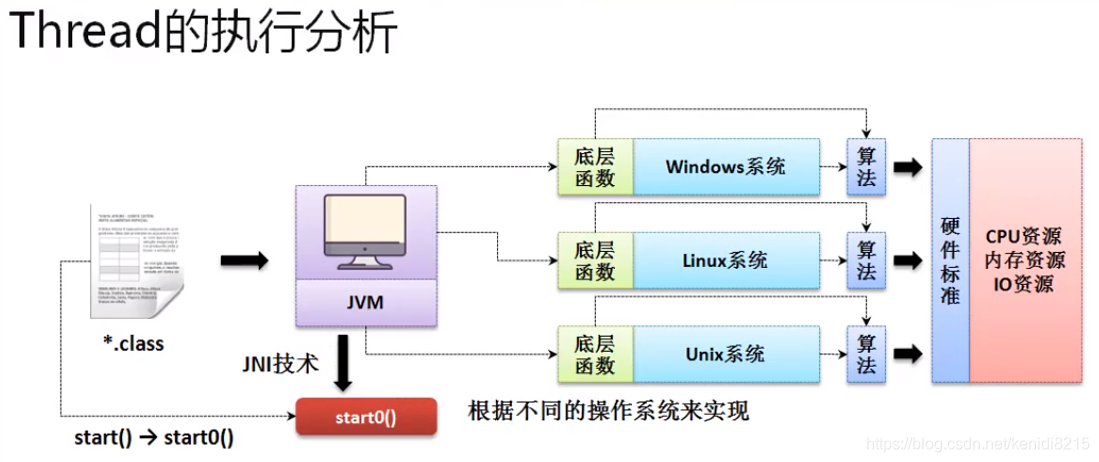 Thread的执行分析
底层
函数
Windows系统
算
法
底层
函数
Linux系统
算
法
底层
函数
Unix系统
算
法
硬
件
标
准
CPU资源
内存资源
IO资源
JVM
*.class
JNI技术
start0()
start() → start0()
根据不同的操作系统来实现
https://blog.csdn.net/kenidi8215